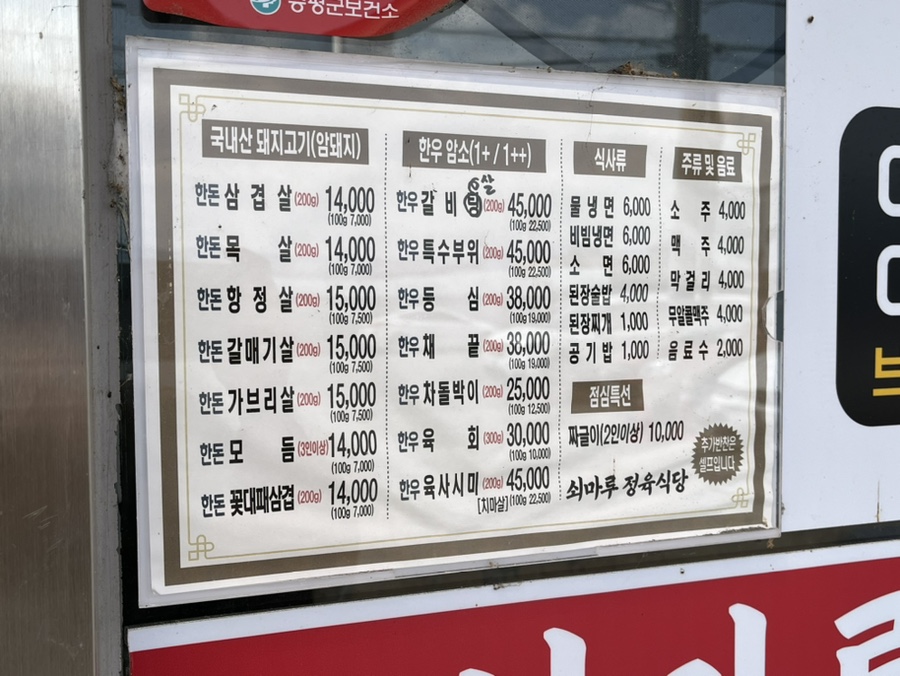 증평군보건소
국내산 돼지고기(암돼지)
한돈 삼 겹 살 (200g) 14,000
(100g 7,000)
한돈 목 살 (200g) 14,000
(100g 7,000)
한돈 항 정 살 (200g) 15,000
(100g 7,500)
한돈 갈매기살 (200g) 15,000
(100g 7,500)
한돈 가브리살 (200g) 15,000
(100g 7,500)
한돈 모 듬 (3인이상) 14,000
(100g 7,000)
한돈 꽃대패삼겹 (200g) 14,000
(100g 7,000)
한우 암소(1+ / 1++)
살
한우 갈 비 (200g) 45,000
(100g 22,500)
한우 특수부위 (200g) 45,000
(100g 22,500)
한우 등 심 (200g) 38,000
(100g 19,000)
한우 채 끝 (200g) 38,000
(100g 19,000)
한우 차돌박이 (200g) 25,000
(100g 12,500)
한우 육 회 (300g) 30,000
(100g 10,000)
한우 육사시미 (200g) 45,000
[치마살] (100g 22,500)
식사류
물 냉 면 6,000
비빔냉면 6,000
소 면 6,000
된장술밥 4,000
된장찌개 1,000
공 기 밥 1,000
주류 및 음료
소 주 4,000
맥 주 4,000
막 걸 리 4,000
무알콜맥주 4,000
음 료 수 2,000
점심특선
짜글이(2인이상) 10,000
추가반찬은
셀프입니다
쇠마루 정육식당